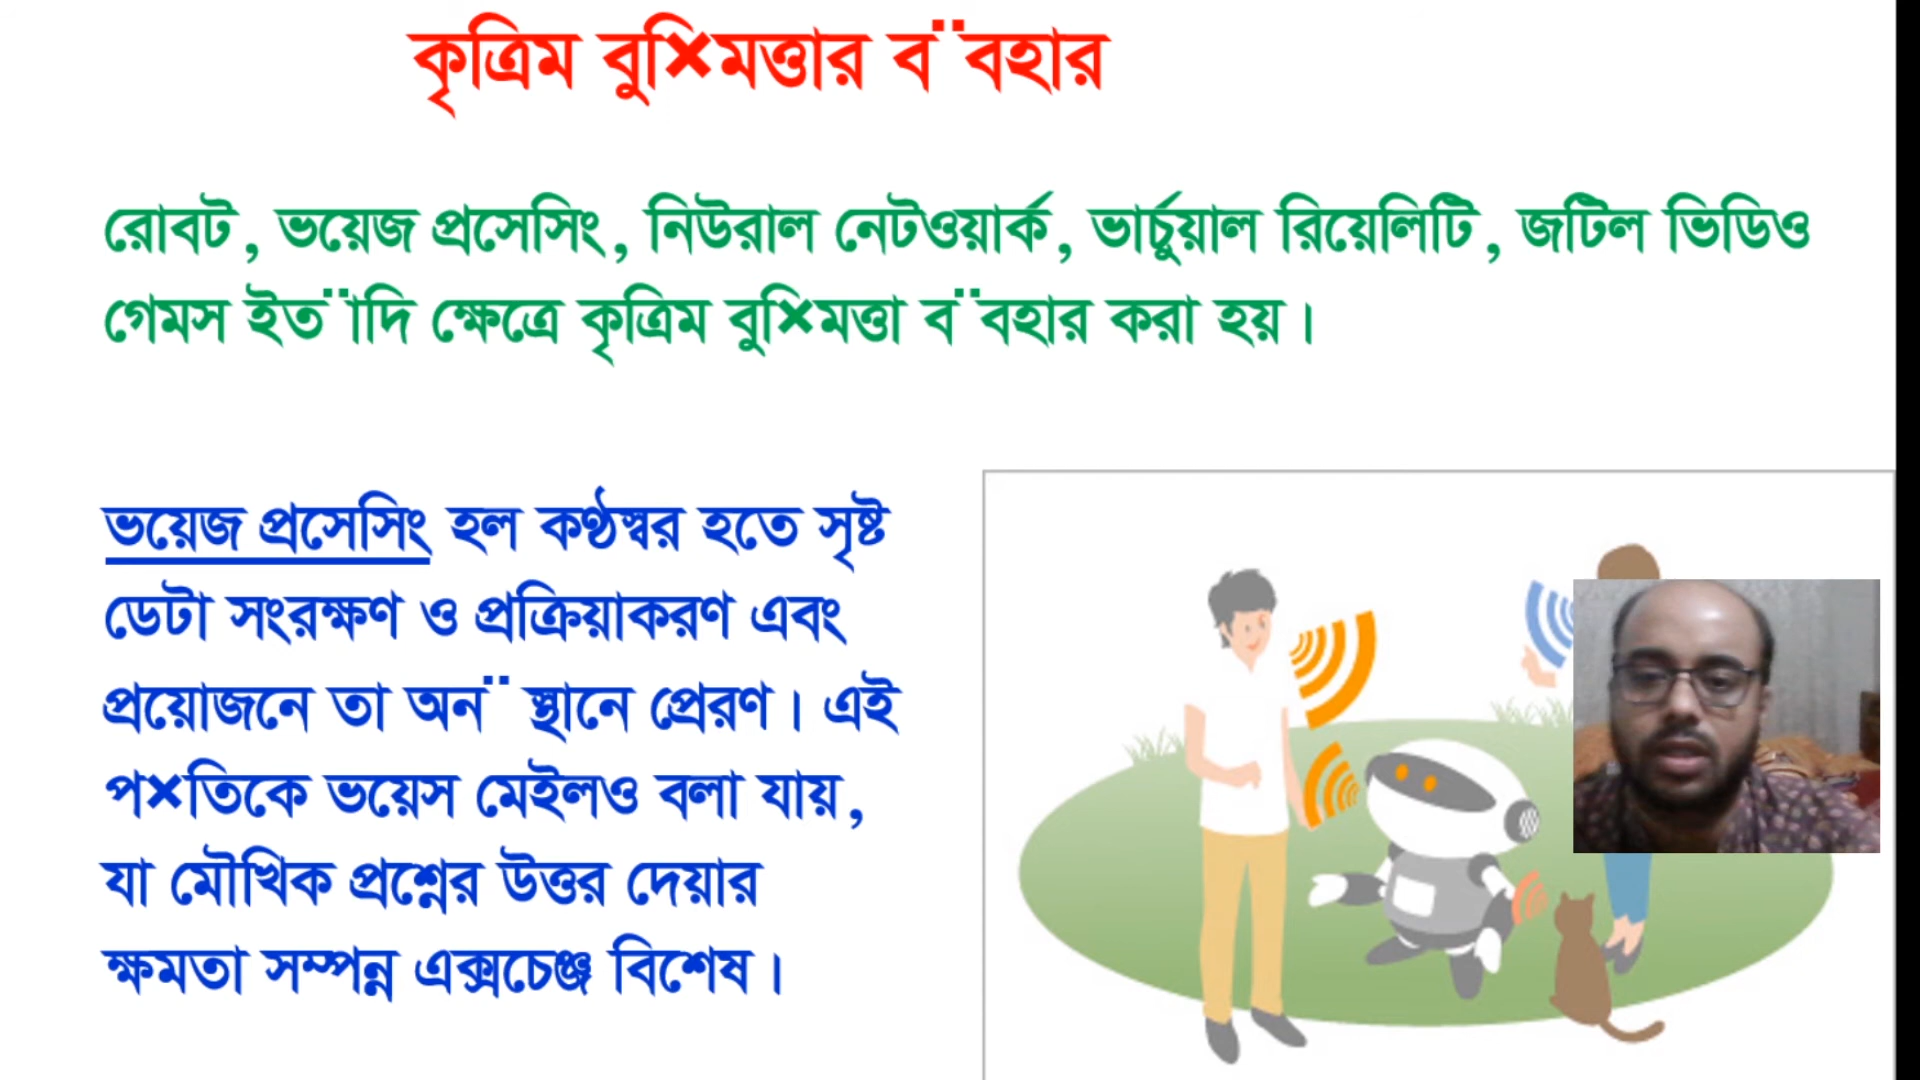 কৃত্রিম বুদ্ধিমত্তার ব্যবহার
রোবট, ভয়েজ প্রসেসিং, নিউরাল নেটওয়ার্ক, ভার্চুয়াল রিয়েলিটি, জটিল ভিডিও
গেমস ইত্যাদি ক্ষেত্রে কৃত্রিম বুদ্ধিমত্তা ব্যবহার করা হয়।
ভয়েজ প্রসেসিং হল কণ্ঠস্বর হতে সৃষ্ট
ডেটা সংরক্ষণ ও প্রক্রিয়াকরণ এবং
প্রয়োজনে তা অন্য স্থানে প্রেরণ। এই
পদ্ধতিকে ভয়েস মেইলও বলা যায়,
যা মৌখিক প্রশ্নের উত্তর দেয়ার
ক্ষমতা সম্পন্ন এক্সচেঞ্জ বিশেষ।